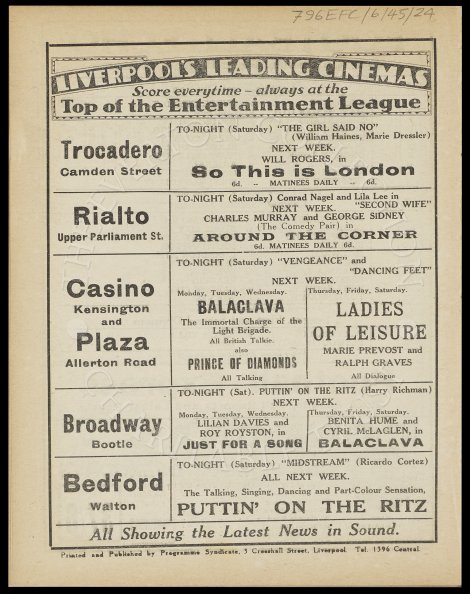 796EFC/6/45/24
LIVERPOOL'S LEADING CINEMAS
Score everytime – always at the
Top of the Entertainment League
Trocadero
Camden Street
TO-NIGHT (Saturday) "THE GIRL SAID NO"
(William Haines, Marie Dressler)
NEXT WEEK.
WILL ROGERS, in
So This is London
6d. .. MATINEES DAILY .. 6d.
Rialto
Upper Parliament St.
TO-NIGHT (Saturday) Conrad Nagel and Lila Lee in
NEXT WEEK. "SECOND WIFE"
CHARLES MURRAY and GEORGE SIDNEY
(The Comedy Pair) in
AROUND THE CORNER
6d. MATINEES DAILY 6d.
Casino
Kensington
and
Plaza
Allerton Road
TO-NIGHT (Saturday) "VENGEANCE" and
"DANCING FEET"
NEXT WEEK.
Monday, Tuesday, Wednesday.
BALACLAVA
The Immortal Charge of the
Light Brigade.
All British Talkie.
also
PRINCE OF DIAMONDS
All Talking
Thursday, Friday, Saturday.
LADIES
OF LEISURE
MARIE PREVOST and
RALPH GRAVES
All Dialogue
Broadway
Bootle
TO-NIGHT (Sat). PUTTIN' ON THE RITZ (Harry Richman)
NEXT WEEK.
Monday, Tuesday, Wednesday.
LILIAN DAVIES and
ROY ROYSTON, in
JUST FOR A SONG
Thursday, Friday, Saturday.
BENITA HUME and
CYRIL McLAGLEN, in
BALACLAVA
Bedford
Walton
TO-NIGHT (Saturday) "MIDSTREAM" (Ricardo Cortez)
ALL NEXT WEEK.
The Talking, Singing, Dancing and Part-Colour Sensation,
PUTTIN' ON THE RITZ
All Showing the Latest News in Sound.
Printed and Published by Programme Syndicate, 3 Crosshall Street, Liverpool. Tel. 1396 Central.